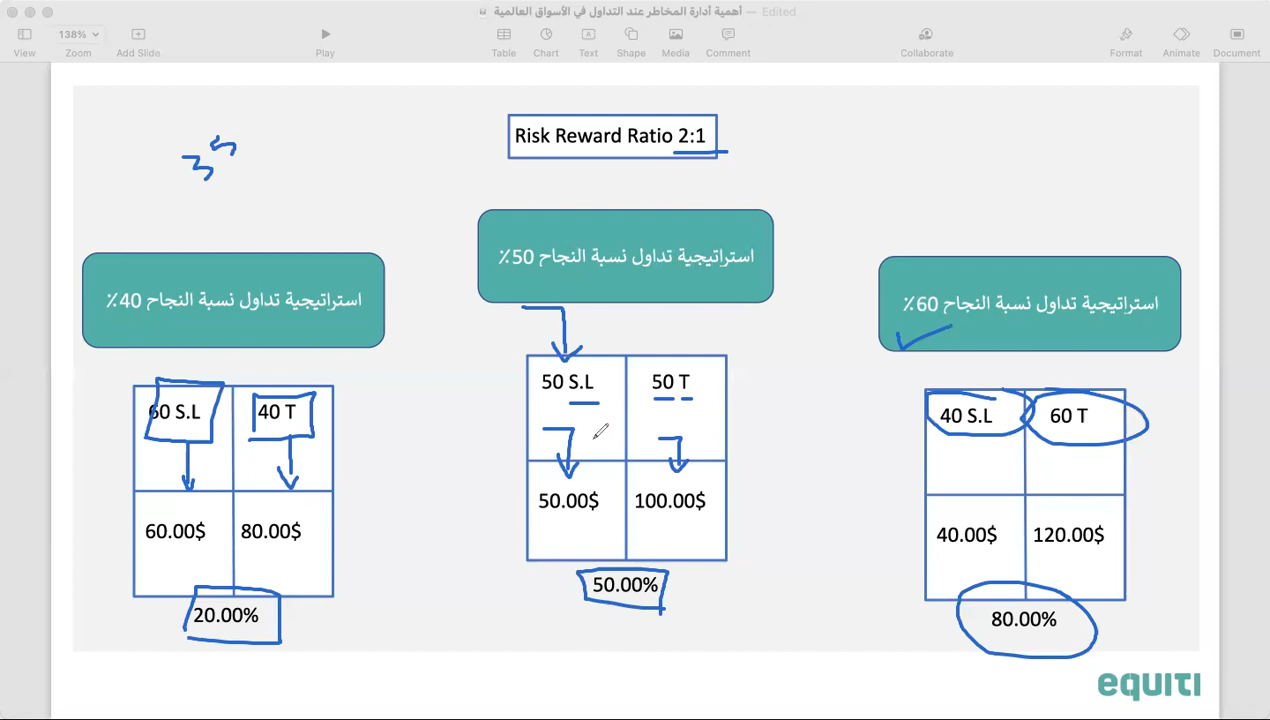 أهمية أدارة المخاطر عند التداول في الأسواق العالمية — Edited
138%
View
Zoom
Add Slide
Play
Table
Chart
Text
Shape
Media
Comment
Collaborate
Format
Animate
Document
Risk Reward Ratio 2:1
استراتيجية تداول نسبة النجاح 40٪
استراتيجية تداول نسبة النجاح 50٪
استراتيجية تداول نسبة النجاح 60٪
60 S.L 40 T
60.00$ 80.00$
20.00%
50 S.L 50 T
50.00$ 100.00$
50.00%
40 S.L 60 T
40.00$ 120.00$
80.00%
equiti